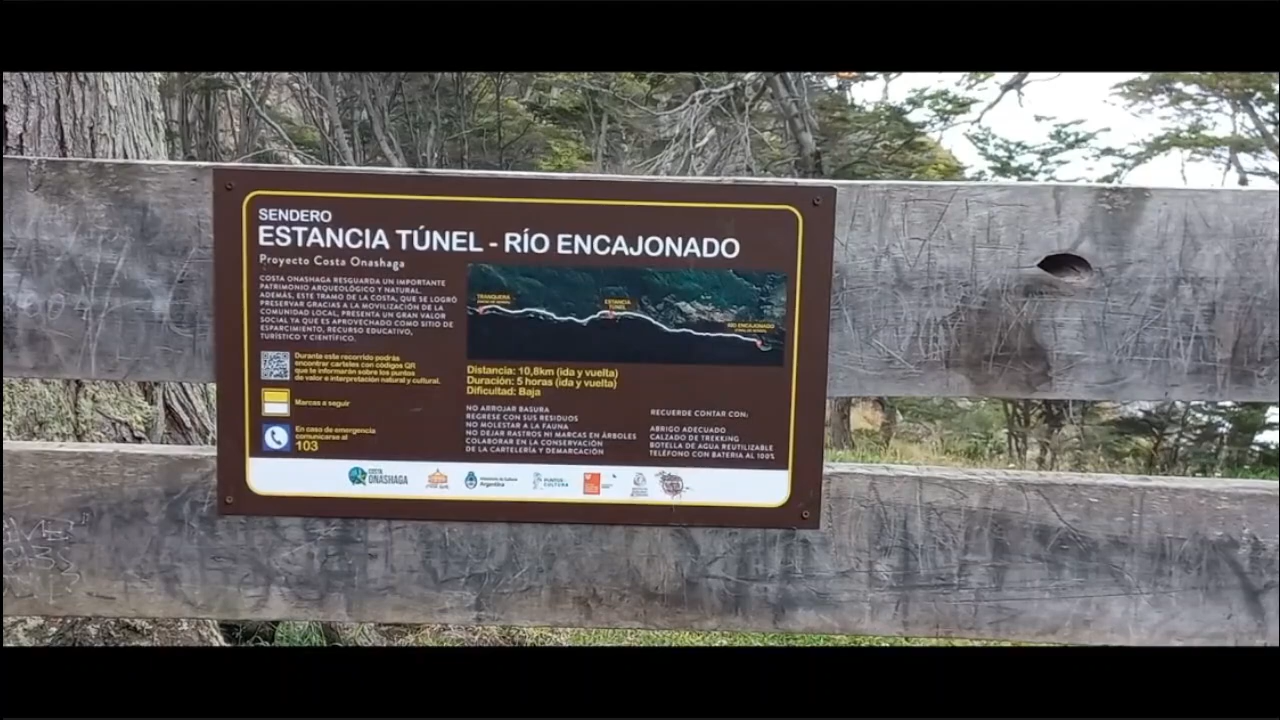 SENDERO
ESTANCIA TÚNEL - RÍO ENCAJONADO
Proyecto Costa Onashaga
COSTA ONASHAGA RESGUARDA UN IMPORTANTE
PATRIMONIO ARQUEOLÓGICO Y NATURAL.
ADEMÁS, ESTE TRAMO DE LA COSTA, QUE SE LOGRÓ
PRESERVAR GRACIAS A LA MOVILIZACIÓN DE LA
COMUNIDAD LOCAL, PRESENTA UN GRAN VALOR
SOCIAL YA QUE ES APROVECHADO COMO SITIO DE
ESPARCIMIENTO, RECURSO EDUCATIVO,
TURÍSTICO Y CIENTÍFICO.
Durante este recorrido podrás
encontrar carteles con códigos QR
que te informarán sobre los puntos
de valor e interpretación natural y cultural.
Marcas a seguir
En caso de emergencia
comunicarse al
103
TRANQUERA
ESTANCIA
TÚNEL
RÍO ENCAJONADO
Distancia: 10,8km (ida y vuelta)
Duración: 5 horas (ida y vuelta)
Dificultad: Baja
NO ARROJAR BASURA
REGRESE CON SUS RESIDUOS
NO MOLESTAR A LA FAUNA
NO DEJAR RASTROS NI MARCAS EN ÁRBOLES
COLABORAR EN LA CONSERVACIÓN
DE LA CARTELERÍA Y DEMARCACIÓN
RECUERDE CONTAR CON:
ABRIGO ADECUADO
CALZADO DE TREKKING
BOTELLA DE AGUA REUTILIZABLE
TELÉFONO CON BATERIA AL 100%
COSTA
ONASHAGA
Ministerio de Cultura
Argentina
PUNTOS
CULTURA